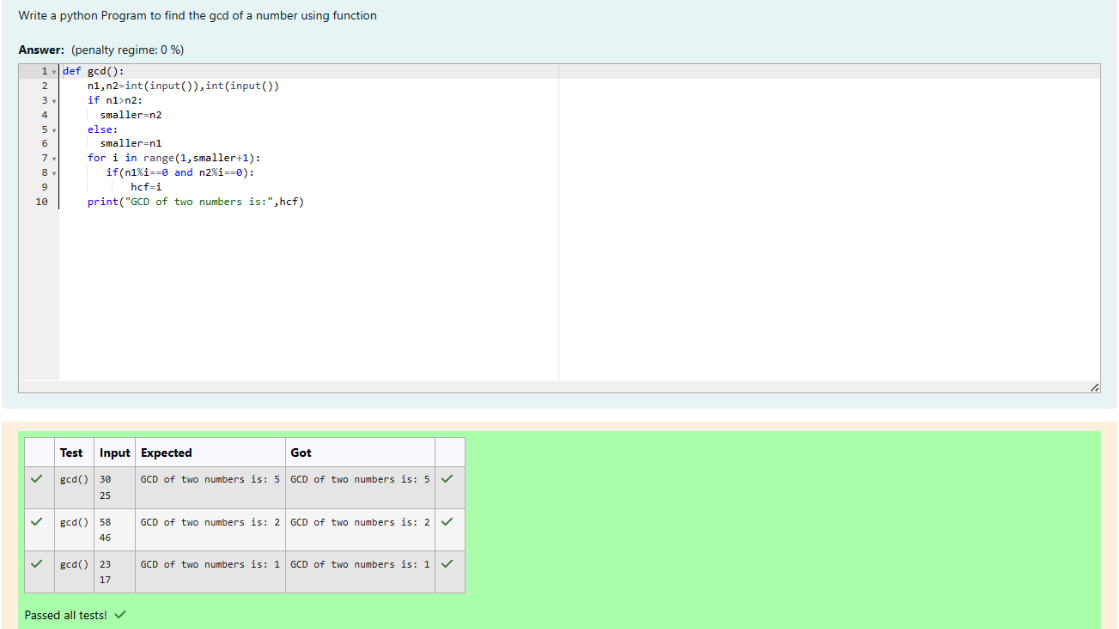 Write a python Program to find the gcd of a number using function
Answer: (penalty regime: 0 %)
1 def gcd():
2 n1,n2=int(input()),int(input())
3 if n1>n2:
4 smaller=n2
5 else:
6 smaller=n1
7 for i in range(1,smaller+1):
8 if(n1%i==0 and n2%i==0):
9 hcf=i
10 print("GCD of two numbers is:",hcf)
Test Input Expected Got
gcd() 30 GCD of two numbers is: 5 GCD of two numbers is: 5
25
gcd() 58 GCD of two numbers is: 2 GCD of two numbers is: 2
46
gcd() 23 GCD of two numbers is: 1 GCD of two numbers is: 1
17
Passed all tests!